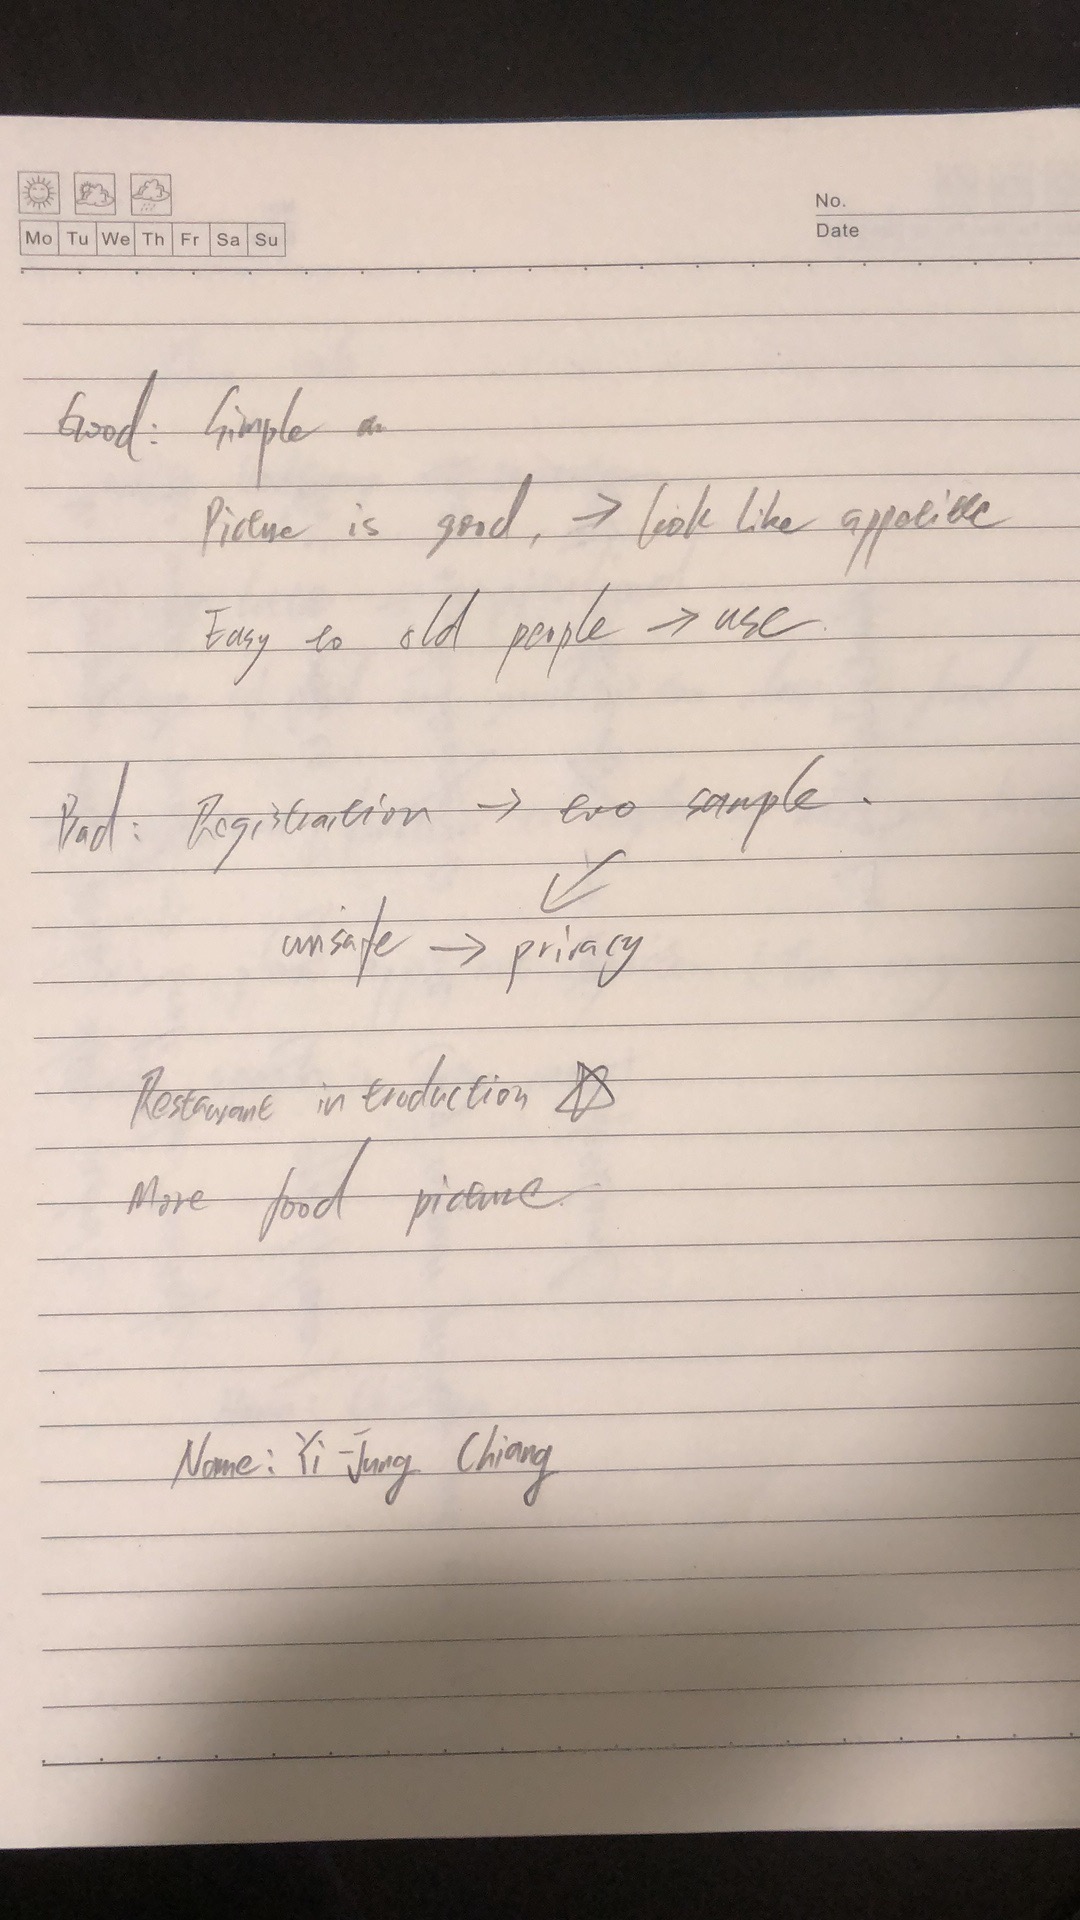 No.
Date
Mo Tu We Th Fr Sa Su
Good: Simple
Picture is good, → look like appetite
Easy to old people → use.
Bad: Registration → too sample.
unsafe → privacy
Restaurant introduction ☆
More food picture.
Name: Yi-Jung Chiang